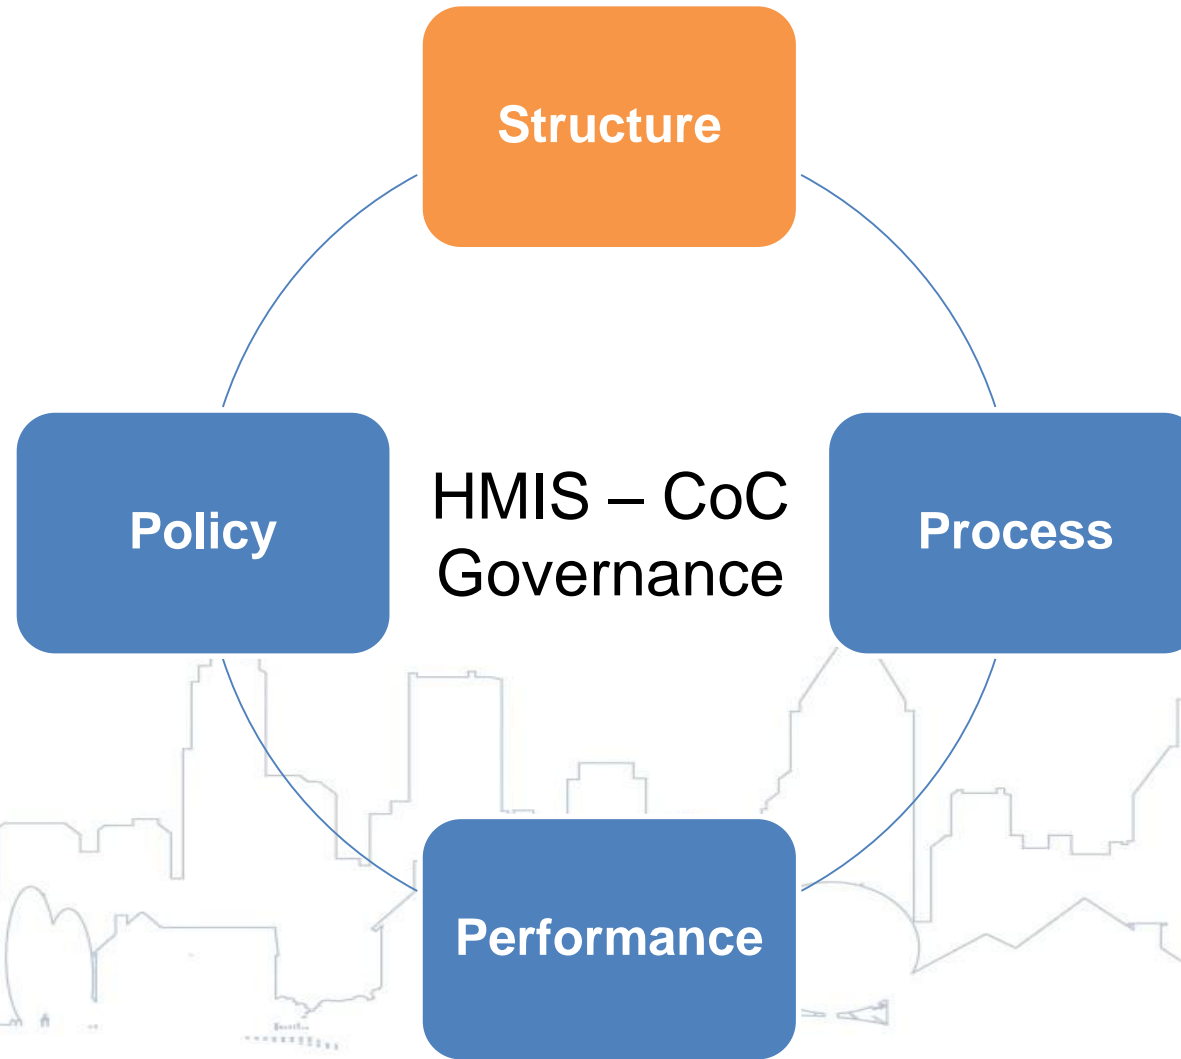 Structure
Policy
HMIS – CoC
Governance
Process
Performance